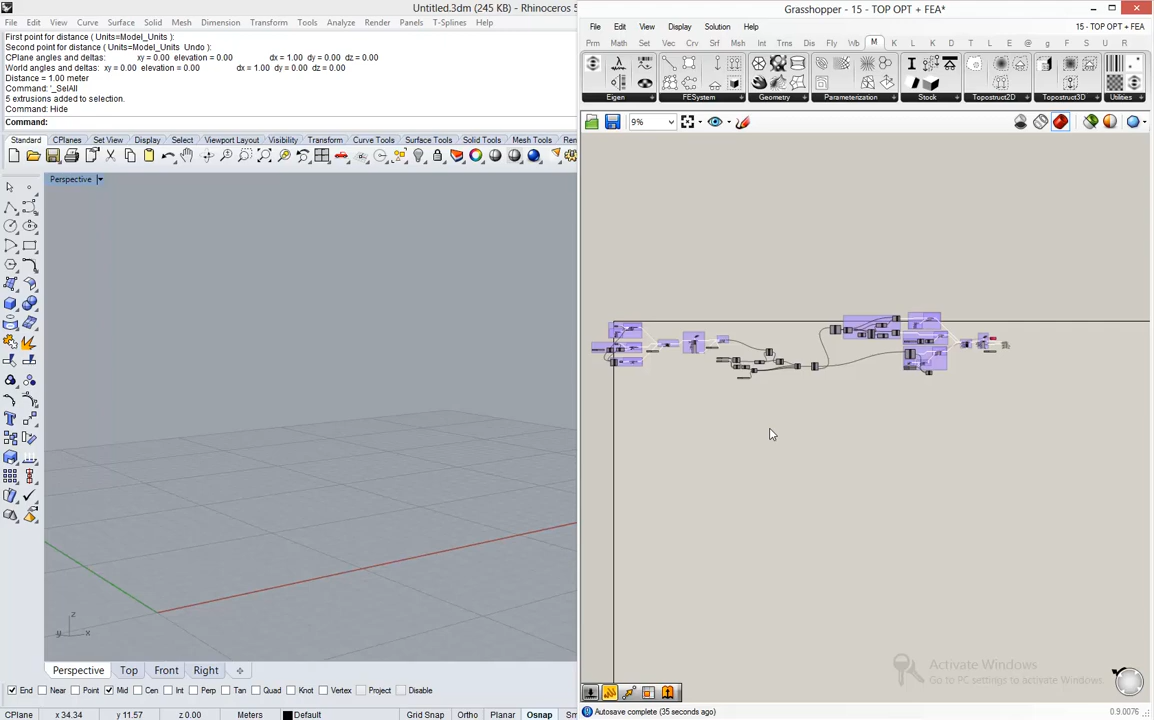 Untitled.3dm (245 KB) - Rhinoceros 5
File Edit View Curve Surface Solid Mesh Dimension Transform Tools Analyze Render Panels T-Splines
First point for distance ( Units=Model_Units ):
Second point for distance ( Units=Model_Units Undo ):
CPlane angles and deltas: xy = 0.00 elevation = 0.00 dx = 1.00 dy = 0.00 dz = 0.00
World angles and deltas: xy = 0.00 elevation = 0.00 dx = 1.00 dy = 0.00 dz = 0.00
Distance = 1.00 meter
Command: '_SelAll
5 extrusions added to selection.
Command: Hide
Command:
Standard CPlanes Set View Display Select Viewport Layout Visibility Transform Curve Tools Surface Tools Solid Tools Mesh Tools
Perspective
z
y x
Perspective Top Front Right
End Near Point Mid Cen Int Perp Tan Quad Knot Vertex Project Disable
CPlane x 34.34 y 11.57 z 0.00 Meters Default Grid Snap Ortho Planar Osnap
Grasshopper - 15 - TOP OPT + FEA*
File Edit View Display Solution Help 15 - TOP OPT + FEA*
Prm Math Set Vec Crv Srf Msh Int Trns Dis Fly Wb M K L K L E @ g f S U R
Eigen FESystem Geometry Parameterization Stock Topostruct2D Topostruct3D Utilities
9%
Activate Windows
Go to PC settings to activate Windows.
Autosave complete (35 seconds ago) 0.9.0076